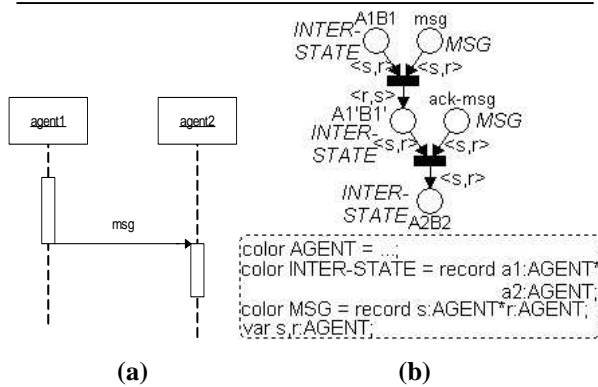 agent1
agent2
msg
(a)
A1B1
msg
INTER-
STATE
MSG
<s,r>
<s,r>
<r,s>
A1'B1'
ack-msg
INTER-
STATE
MSG
<s,r>
<s,r>
<s,r>
INTER-
STATE
A2B2
color AGENT = ...;
color INTER-STATE = record a1:AGENT*
a2:AGENT;
color MSG = record s:AGENT*r:AGENT;
var s,r:AGENT;
(b)